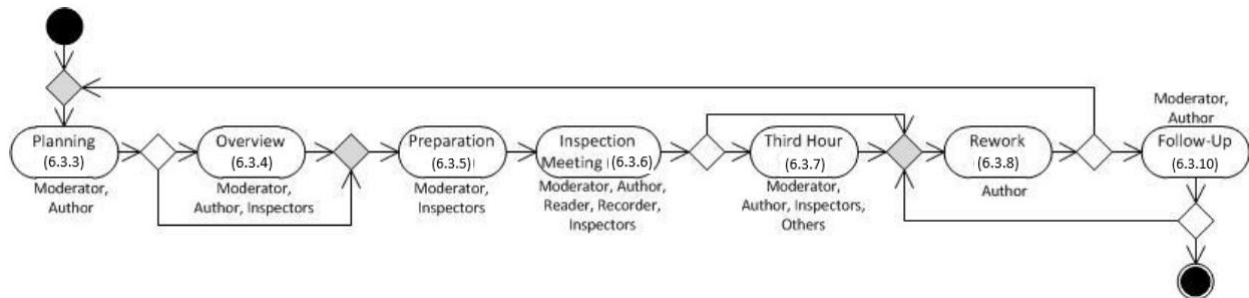 Planning
(6.3.3)
Moderator,
Author
Overview
(6.3.4)
Moderator,
Author, Inspectors
Preparation
(6.3.5)
Moderator,
Inspectors
Inspection
Meeting (6.3.6)
Moderator, Author,
Reader, Recorder,
Inspectors
Third Hour
(6.3.7)
Moderator,
Author, Inspectors,
Others
Rework
(6.3.8)
Author
Moderator,
Author
Follow-Up
(6.3.10)